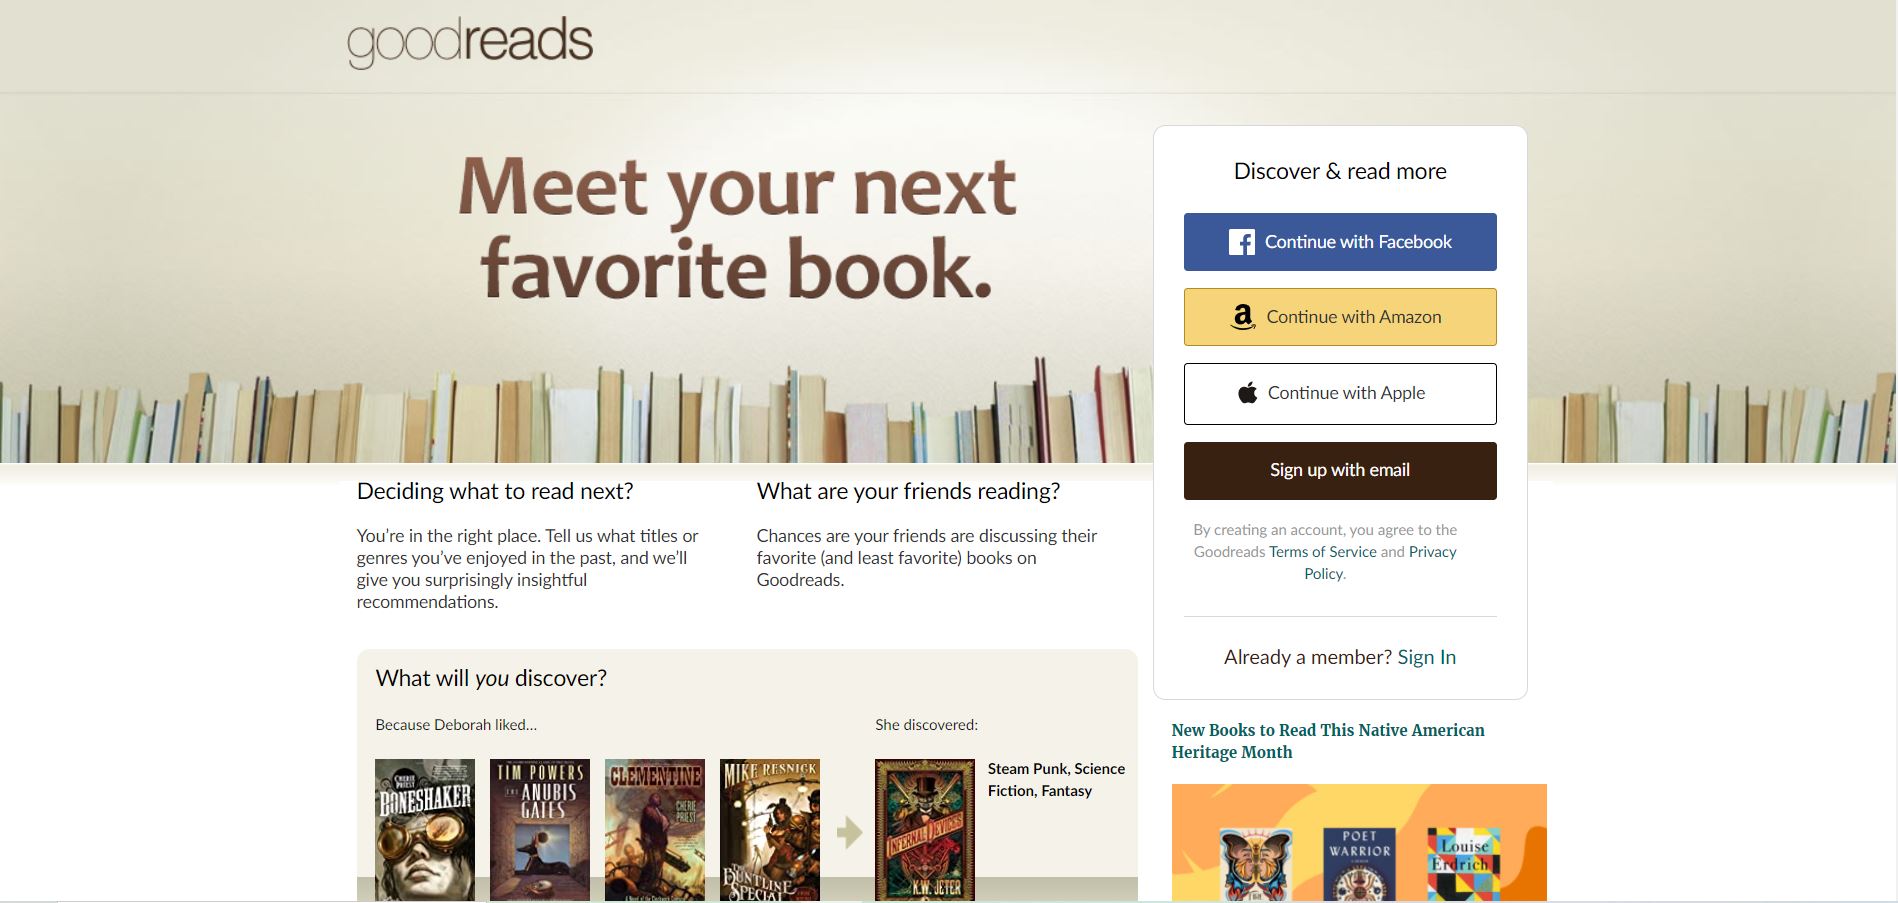 goodreads
Meet your next
favorite book.
Discover & read more
Continue with Facebook
Continue with Amazon
Continue with Apple
Sign up with email
By creating an account, you agree to the
Goodreads Terms of Service and Privacy
Policy.
Already a member? Sign In
Deciding what to read next?
You’re in the right place. Tell us what titles or
genres you’ve enjoyed in the past, and we’ll
give you surprisingly insightful
recommendations.
What are your friends reading?
Chances are your friends are discussing their
favorite (and least favorite) books on
Goodreads.
What will you discover?
Because Deborah liked…
CHERIE
PRIEST
BONESHAKER
TIM POWERS
THE ANUBIS
GATES
CLEMENTINE
CHERIE
PRIEST
MIKE RESNICK
THE
BUNTLINE
SPECIAL
She discovered:
INFERNAL DEVICES
K.W. JETER
Steam Punk, Science
Fiction, Fantasy
New Books to Read This Native American
Heritage Month
POET
WARRIOR
Louise
Erdrich